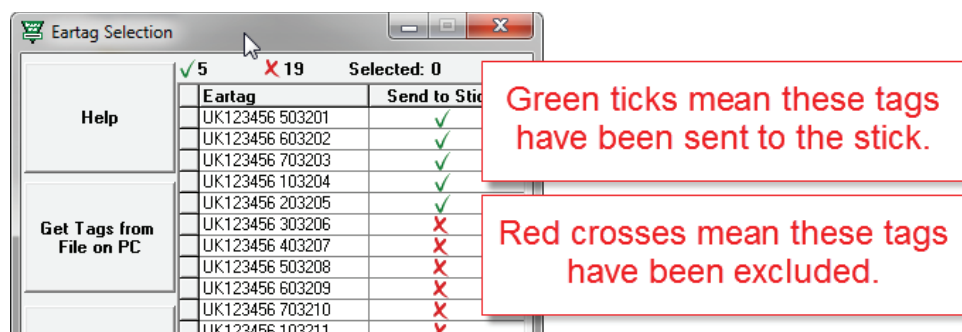 Eartag Selection
5 19 Selected: 0
Help
Eartag Send to Stic
UK123456 503201
UK123456 603202
UK123456 703203
UK123456 103204
UK123456 203205
UK123456 303206
UK123456 403207
UK123456 503208
UK123456 603209
UK123456 703210
UK123456 103211
Get Tags from
File on PC
Green ticks mean these tags
have been sent to the stick.
Red crosses mean these tags
have been excluded.